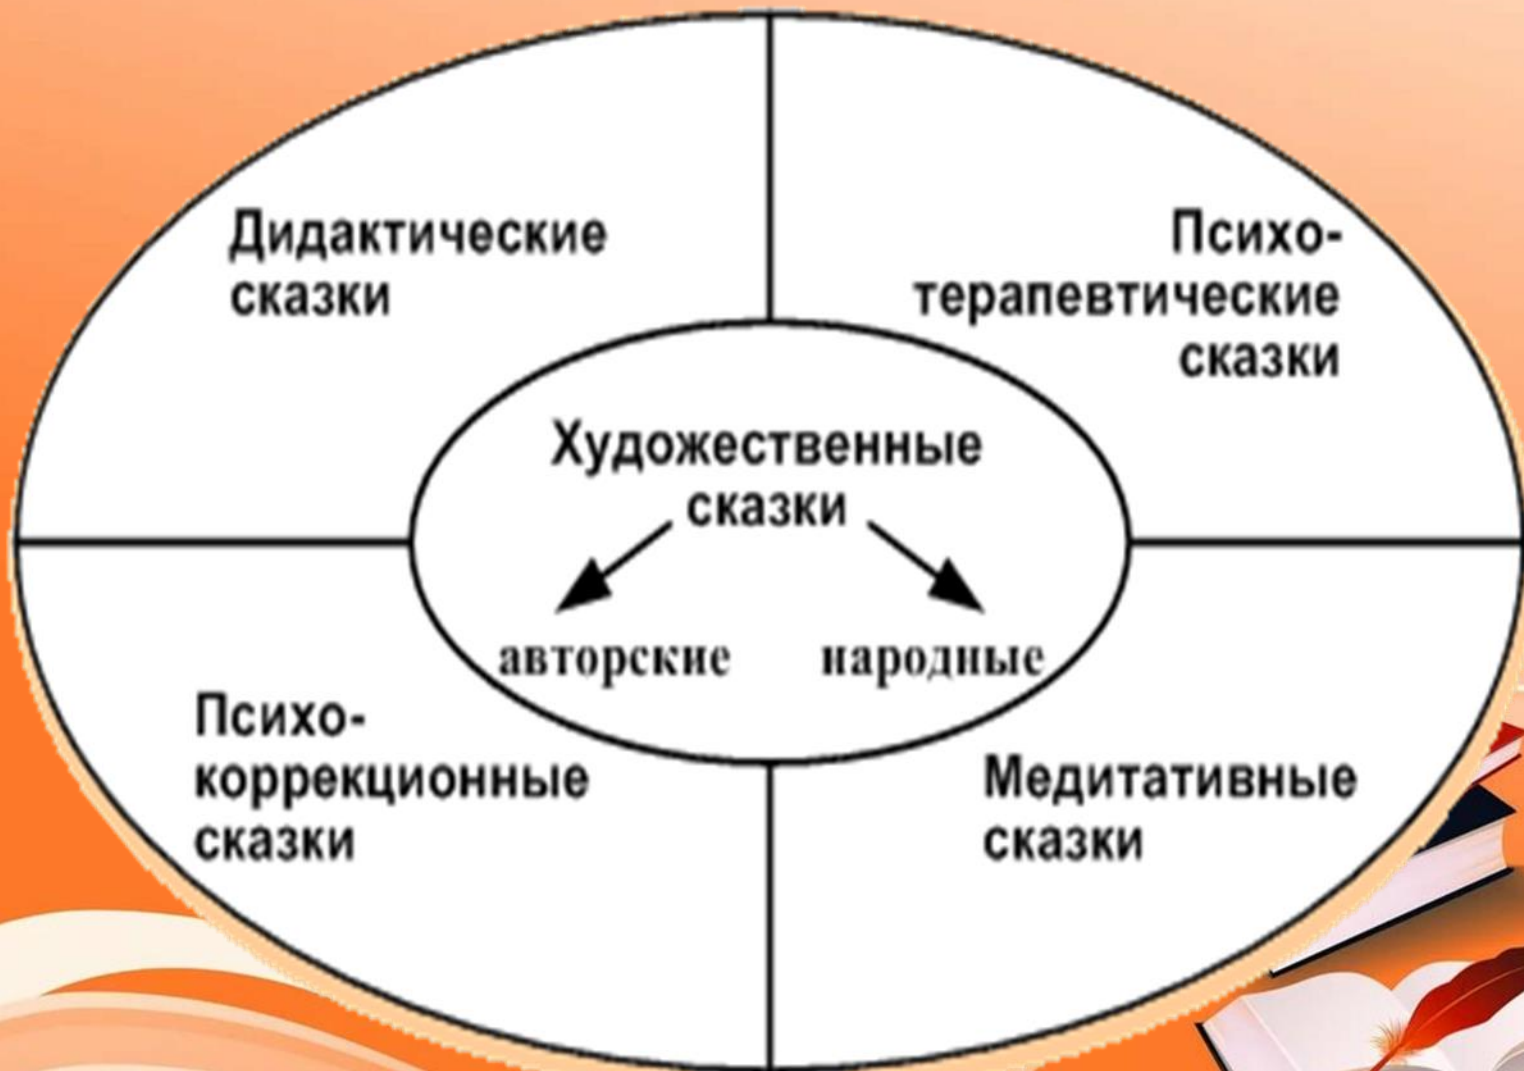 Дидактические
сказки
Психо-
терапевтические
сказки
Художественные
сказки
авторские
народные
Психо-
коррекционные
сказки
Медитативные
сказки